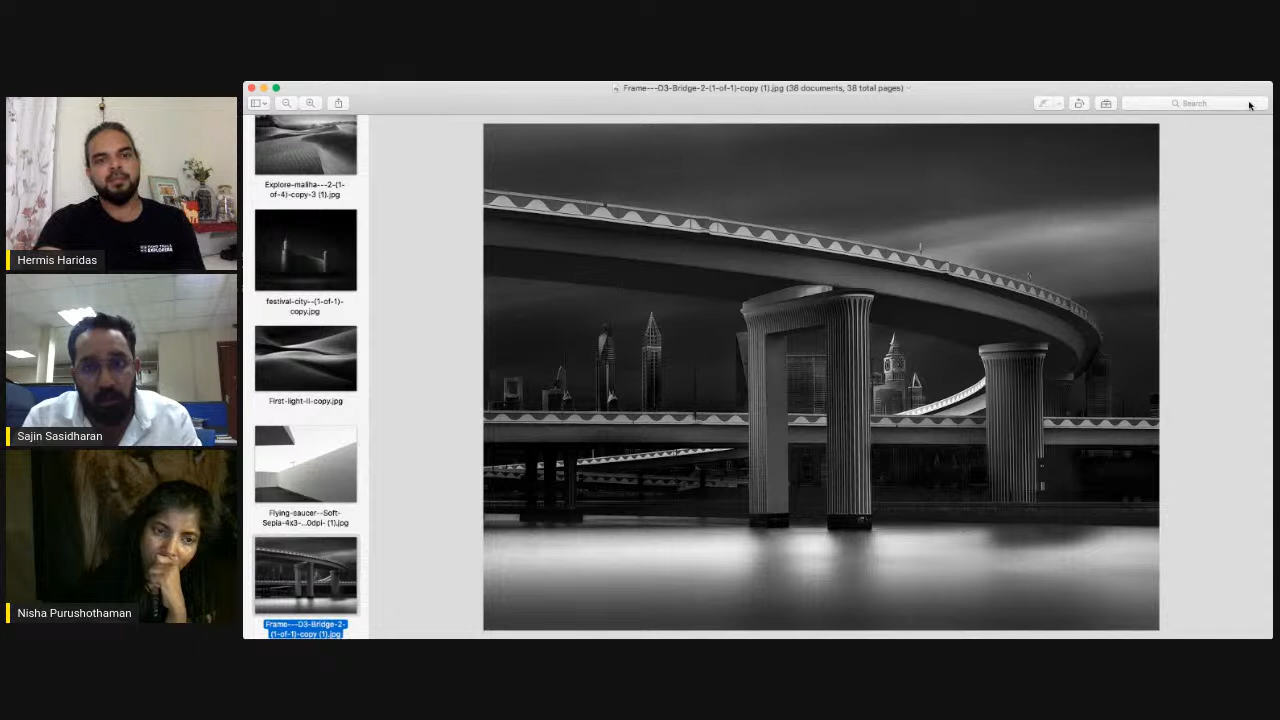 Frame---D3-Bridge-2-(1-of-1)-copy (1).jpg (38 documents, 38 total pages)
Search
Explore-maliha---2-(1-
of-4)-copy-3 (1).jpg
festival-city--(1-of-1)-
copy.jpg
First-light-II-copy.jpg
Flying-saucer--Soft-
Sepia-4x3-...0dpi- (1).jpg
Frame---D3-Bridge-2-
(1-of-1)-copy (1).jpg
Hermis Haridas
EXPLORERS
Sajin Sasidharan
Nisha Purushothaman